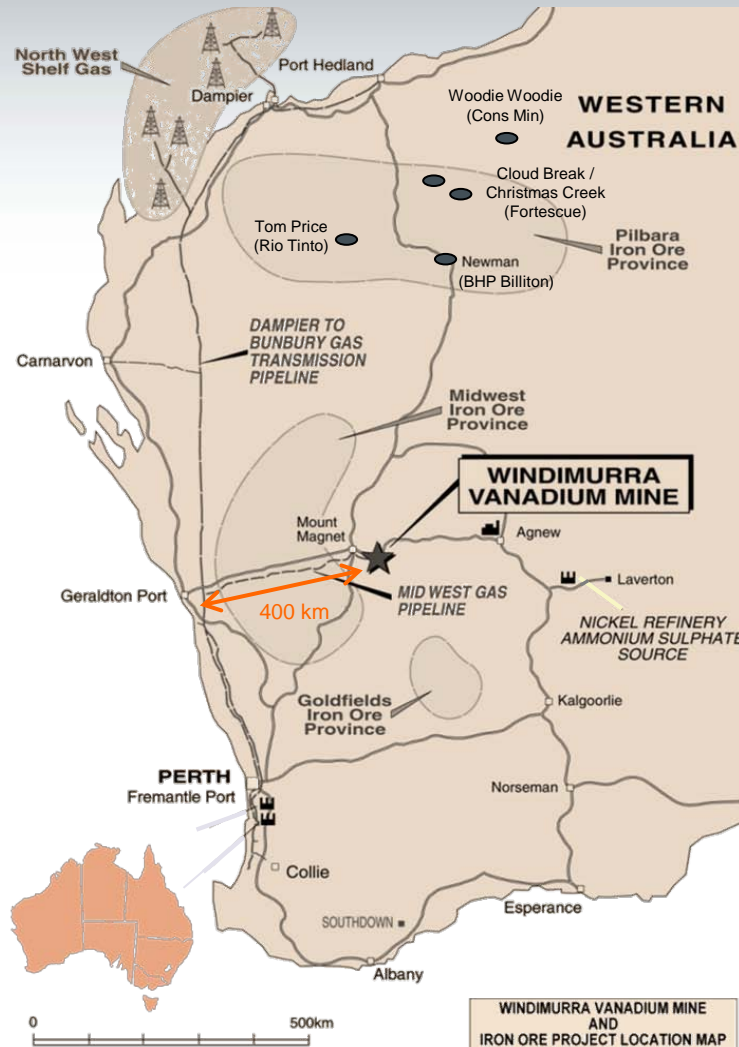 North West
Shelf Gas
Port Hedland
Dampier
Woodie Woodie
(Cons Min)
WESTERN
AUSTRALIA
Cloud Break /
Christmas Creek
(Fortescue)
Tom Price
(Rio Tinto)
Pilbara
Iron Ore
Province
Newman
(BHP Billiton)
DAMPIER TO
BUNBURY GAS
TRANSMISSION
PIPELINE
Carnarvon
Midwest
Iron Ore
Province
WINDIMURRA
VANADIUM MINE
Mount
Magnet
Agnew
Laverton
Geraldton Port
400 km
MID WEST GAS
PIPELINE
NICKEL REFINERY
AMMONIUM SULPHATE
SOURCE
Goldfields
Iron Ore
Province
Kalgoorlie
PERTH
Fremantle Port
Norseman
Collie
Esperance
SOUTHDOWN
Albany
0 500km
WINDIMURRA VANADIUM MINE
AND
IRON ORE PROJECT LOCATION MAP